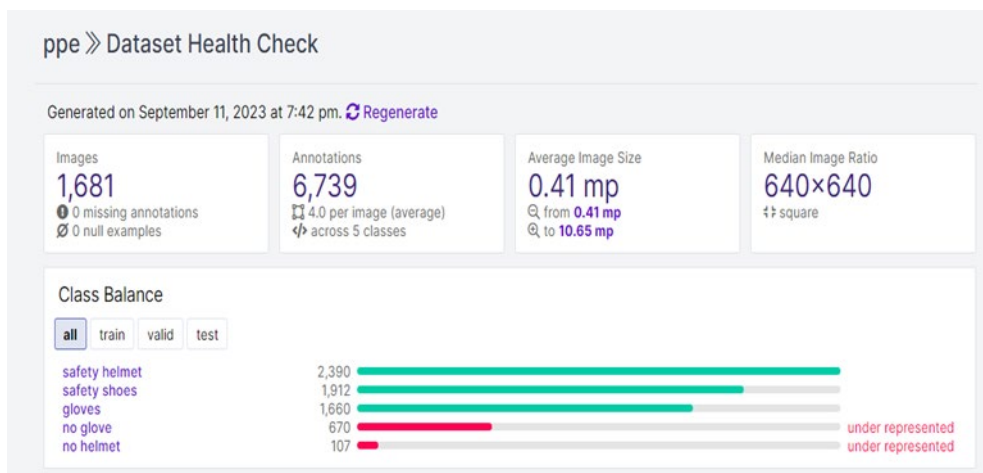 ppe » Dataset Health Check
Generated on September 11, 2023 at 7:42 pm. Regenerate
Images
1,681
0 missing annotations
0 null examples
Annotations
6,739
4.0 per image (average)
across 5 classes
Average Image Size
0.41 mp
from 0.41 mp
to 10.65 mp
Median Image Ratio
640×640
square
Class Balance
all train valid test
safety helmet 2,390
safety shoes 1,912
gloves 1,660
no glove 670 under represented
no helmet 107 under represented